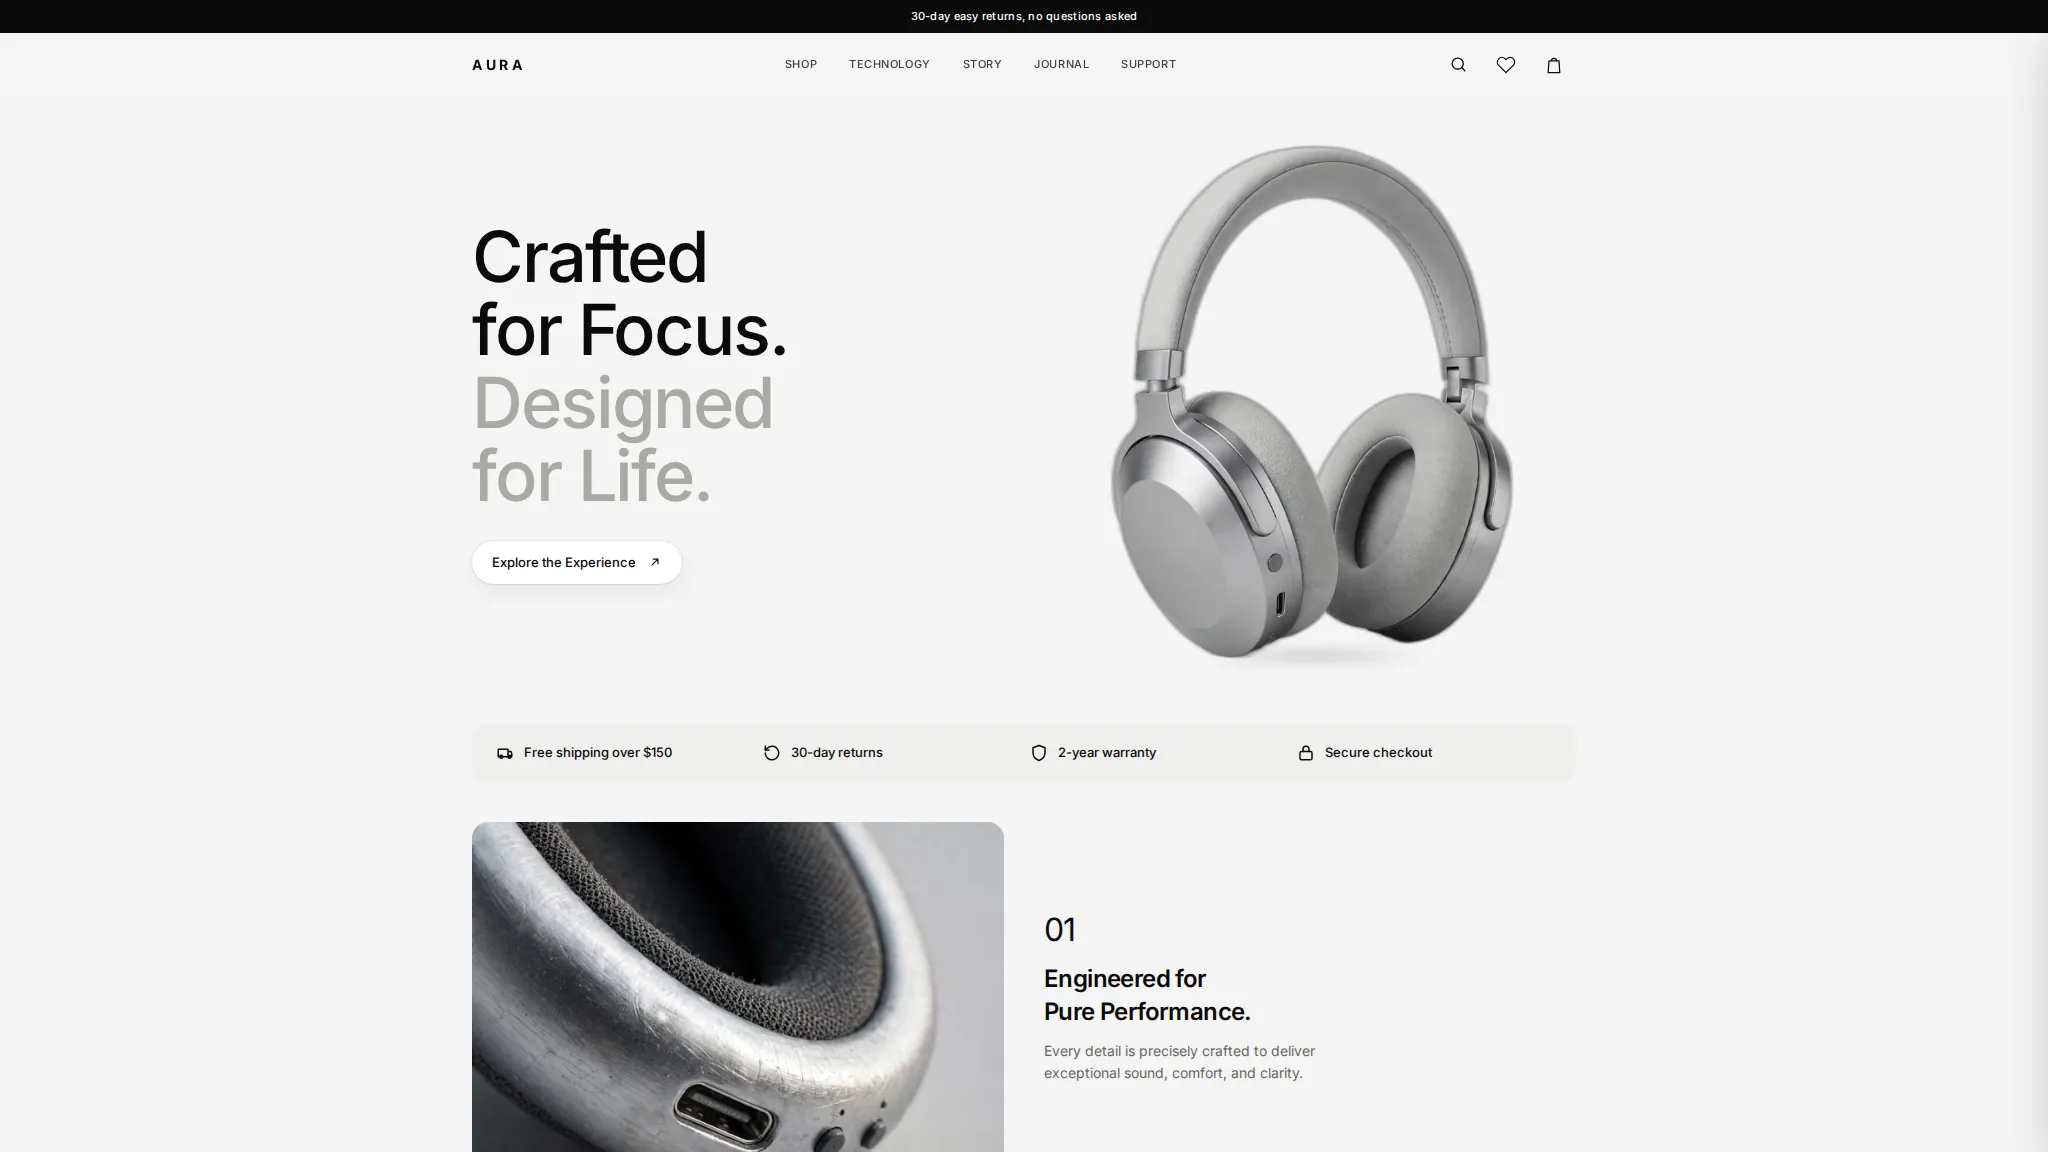 30-day easy returns, no questions asked
AURA
SHOP
TECHNOLOGY
STORY
JOURNAL
SUPPORT
Crafted
for Focus.
Designed
for Life.
Explore the Experience
Free shipping over $150
30-day returns
2-year warranty
Secure checkout
01
Engineered for
Pure Performance.
Every detail is precisely crafted to deliver
exceptional sound, comfort, and clarity.